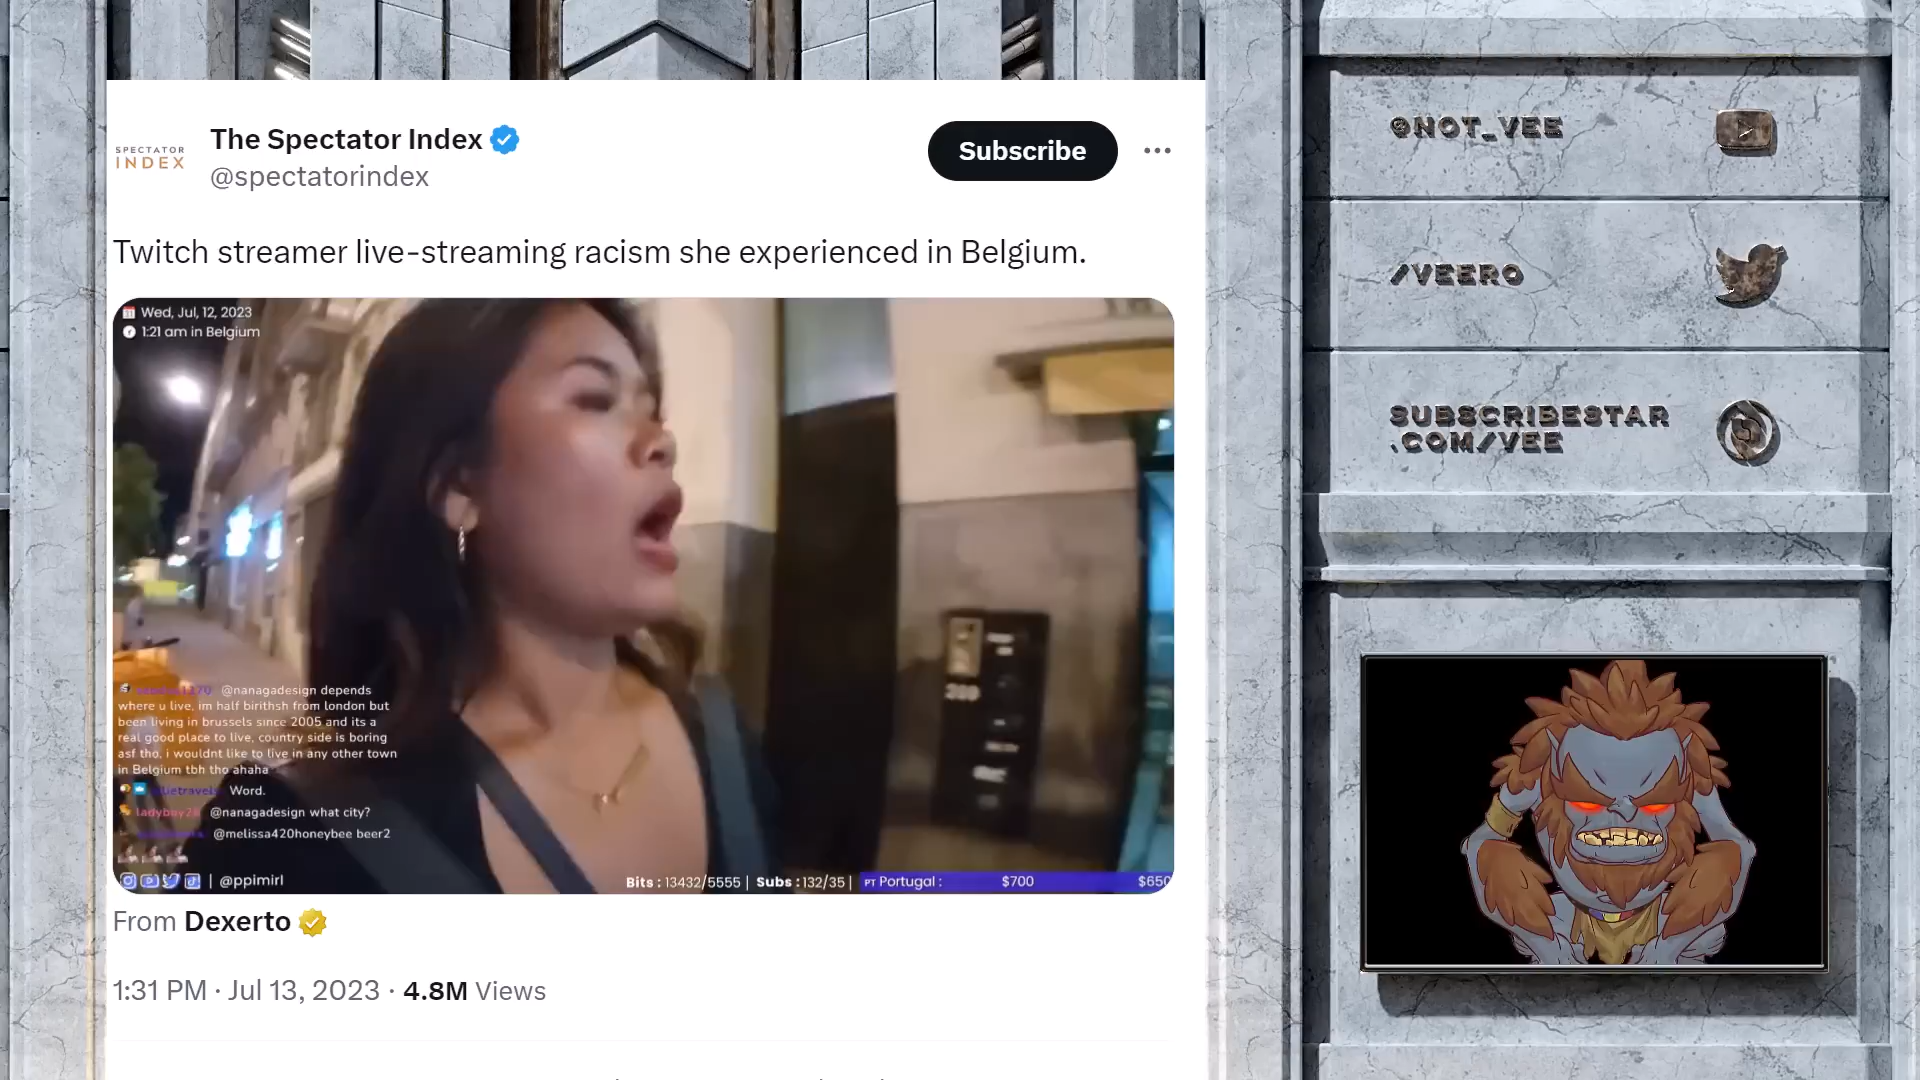 SPECTATOR
INDEX
The Spectator Index
@spectatorindex
Subscribe
Twitch streamer live-streaming racism she experienced in Belgium.
Wed, Jul, 12, 2023
1:21 am in Belgium
@nanagadesign depends
where u live, im half birithsh from london but
been living in brussels since 2005 and its a
real good place to live, country side is boring
asf tho, i wouldnt like to live in any other town
in Belgium tbh tho ahaha
Word.
@nanagadesign what city?
@melissa420honeybee beer2
| @ppimirl
Bits : 13432/5555 | Subs : 132/35 | PT Portugal : $700 $650
From Dexerto
1:31 PM · Jul 13, 2023 · 4.8M Views
@NOT_VEE
/VEERO
SUBSCRIBESTAR
.COM/VEE